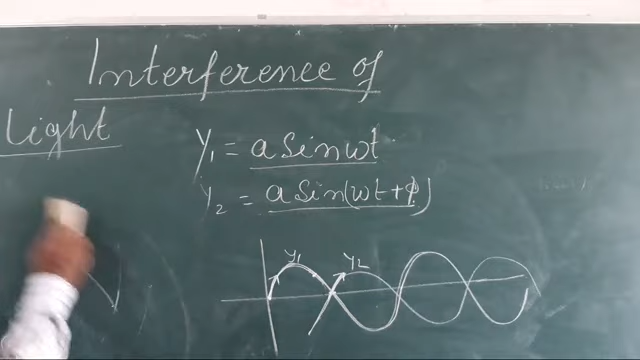 Interference of
Light
y₁ = a Sin ωt
y₂ = a Sin(ωt+ϕ)
y₁ y₂